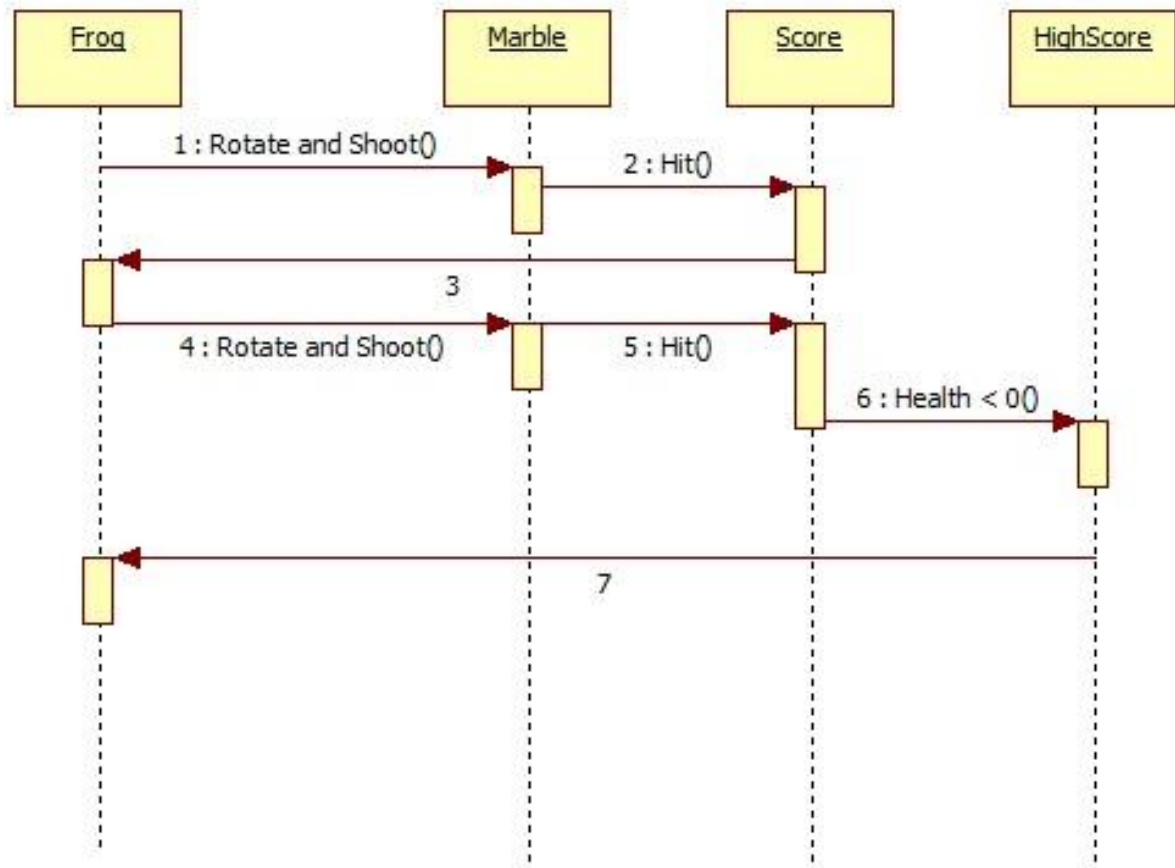 Frog
Marble
Score
HighScore
1 : Rotate and Shoot()
2 : Hit()
3
4 : Rotate and Shoot()
5 : Hit()
6 : Health < 0()
7